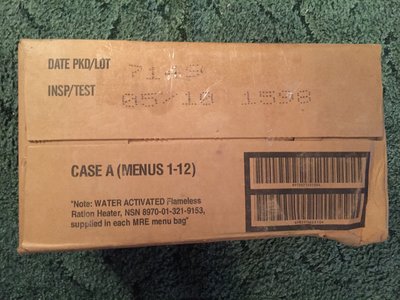 DATE PKD/LOT 7149
INSP/TEST 05/10 1598
CASE A (MENUS 1-12)
"Note: WATER ACTIVATED Flameless
Ration Heater, NSN 8970-01-321-9153,
supplied in each MRE menu bag"